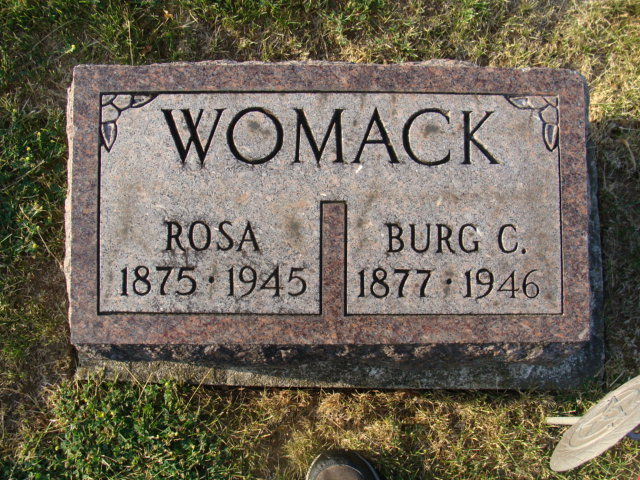 WOMACK
ROSA
1875 · 1945
BURG C.
1877 · 1946